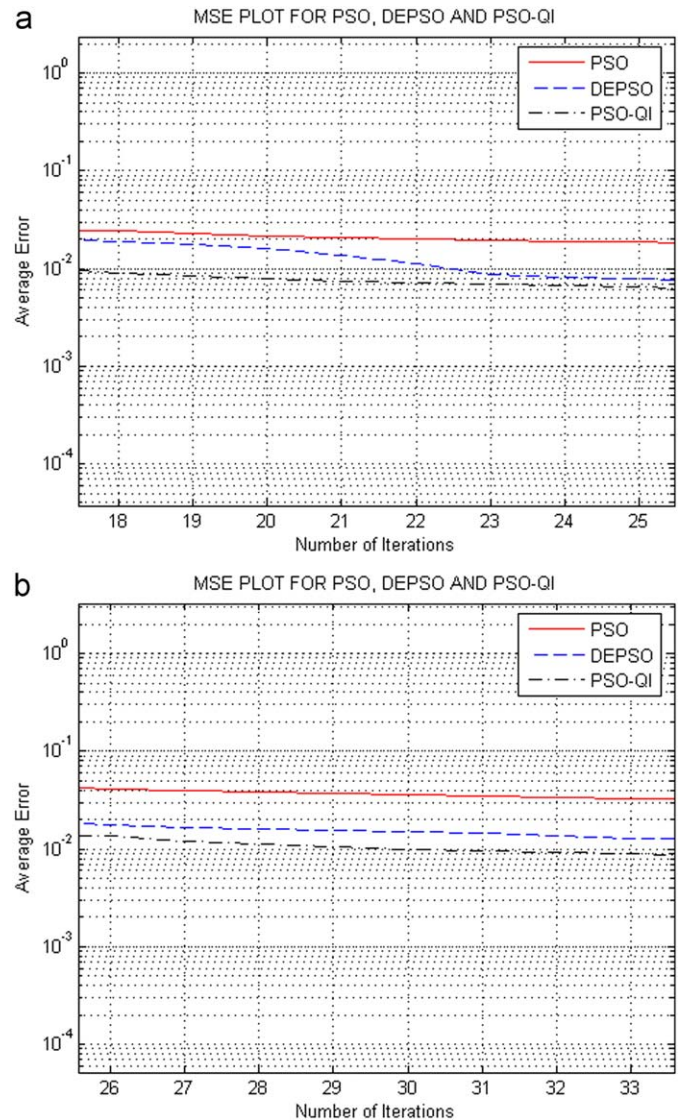 a
MSE PLOT FOR PSO, DEPSO AND PSO-QI
PSO
DEPSO
PSO-QI
10^0
10^-1
10^-2
10^-3
10^-4
Average Error
18 19 20 21 22 23 24 25
Number of Iterations
b
MSE PLOT FOR PSO, DEPSO AND PSO-QI
PSO
DEPSO
PSO-QI
10^0
10^-1
10^-2
10^-3
10^-4
Average Error
26 27 28 29 30 31 32 33
Number of Iterations